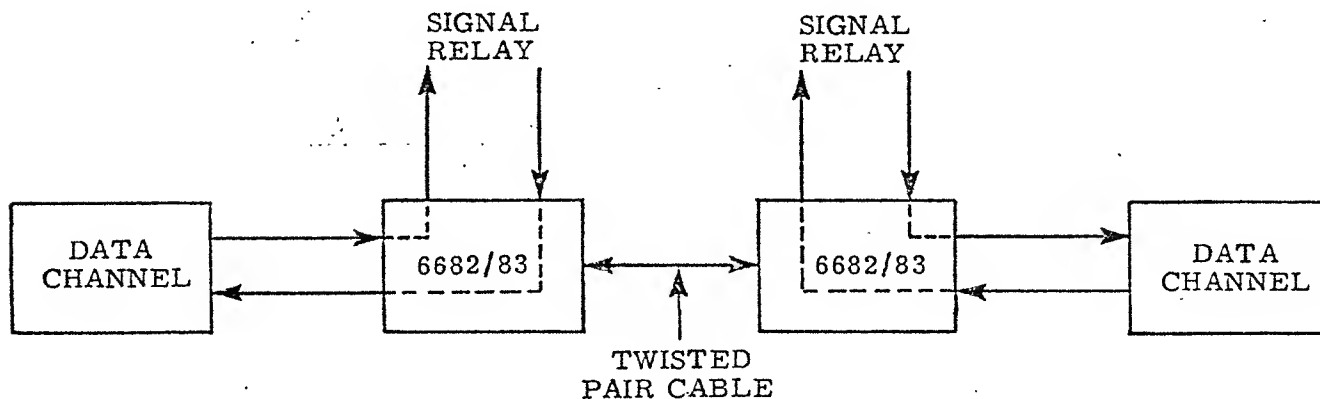 SIGNAL
RELAY
SIGNAL
RELAY
DATA
CHANNEL
6682/83
6682/83
DATA
CHANNEL
TWISTED
PAIR CABLE